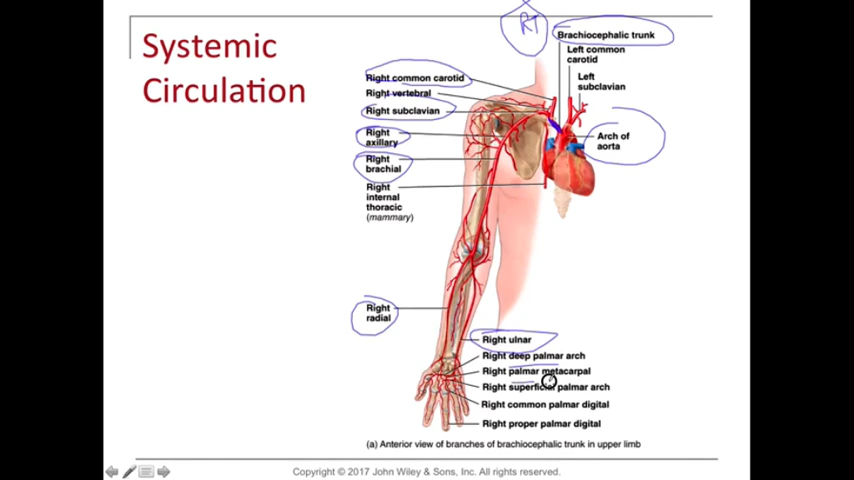 Systemic
Circulation
RT
Brachiocephalic trunk
Left common
carotid
Left
subclavian
Right common carotid
Right vertebral
Right subclavian
Right
axillary
Arch of
aorta
Right
brachial
Right
internal
thoracic
(mammary)
Right
radial
Right ulnar
Right deep palmar arch
Right palmar metacarpal
Right superficial palmar arch
Right common palmar digital
Right proper palmar digital
(a) Anterior view of branches of brachiocephalic trunk in upper limb
Copyright © 2017 John Wiley & Sons, Inc. All rights reserved.